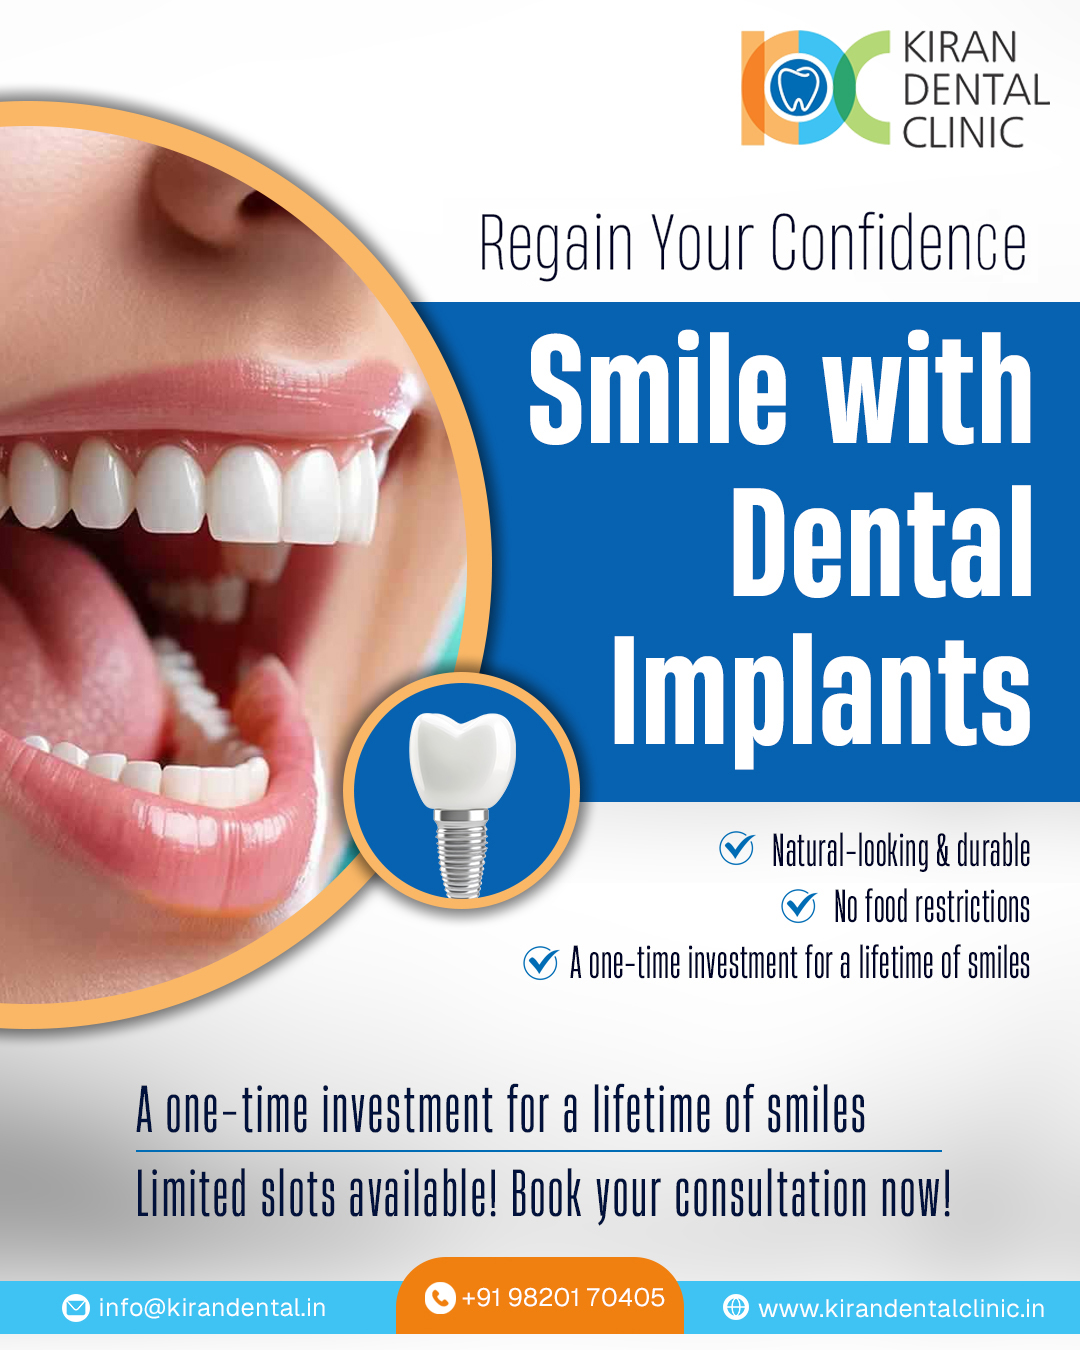 KIRAN
DENTAL
CLINIC
Regain Your Confidence
Smile with
Dental
Implants
Natural-looking & durable
No food restrictions
A one-time investment for a lifetime of smiles
A one-time investment for a lifetime of smiles
Limited slots available! Book your consultation now!
info@kirandental.in
+91 98201 70405
www.kirandentalclinic.in